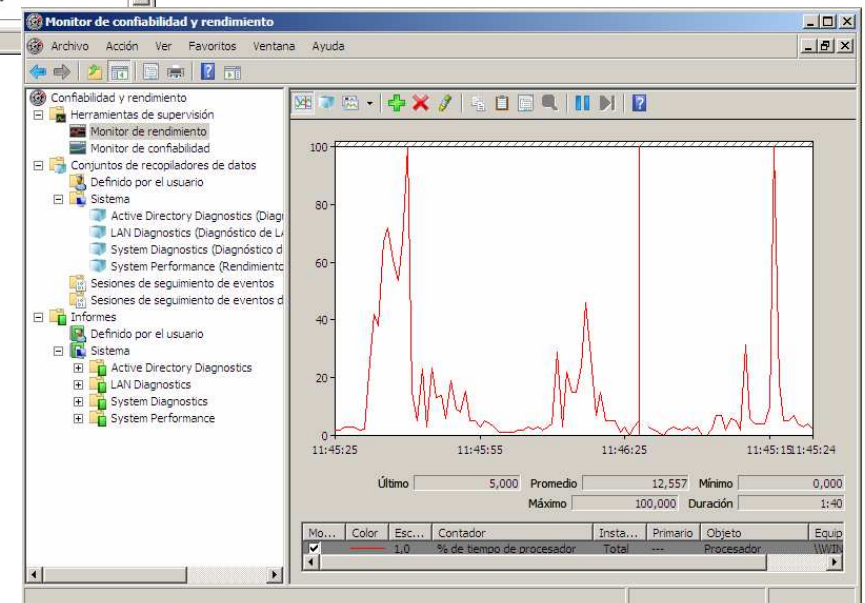 Monitor de confiabilidad y rendimiento
Archivo Acción Ver Favoritos Ventana Ayuda
Confiabilidad y rendimiento
Herramientas de supervisión
Monitor de rendimiento
Monitor de confiabilidad
Conjuntos de recopiladores de datos
Definido por el usuario
Sistema
Active Directory Diagnostics (Diagn
LAN Diagnostics (Diagnóstico de LA
System Diagnostics (Diagnóstico d
System Performance (Rendimiento
Sesiones de seguimiento de eventos
Sesiones de seguimiento de eventos d
Informes
Definido por el usuario
Sistema
Active Directory Diagnostics
LAN Diagnostics
System Diagnostics
System Performance
100
80
60
40
20
0
11:45:25 11:45:55 11:46:25 11:45:15 11:45:24
Último 5,000 Promedio 12,557 Mínimo 0,000
Máximo 100,000 Duración 1:40
Mo... Color Esc... Contador Insta... Primario Objeto Equip
1,0 % de tiempo de procesador Total --- Procesador \\WIN